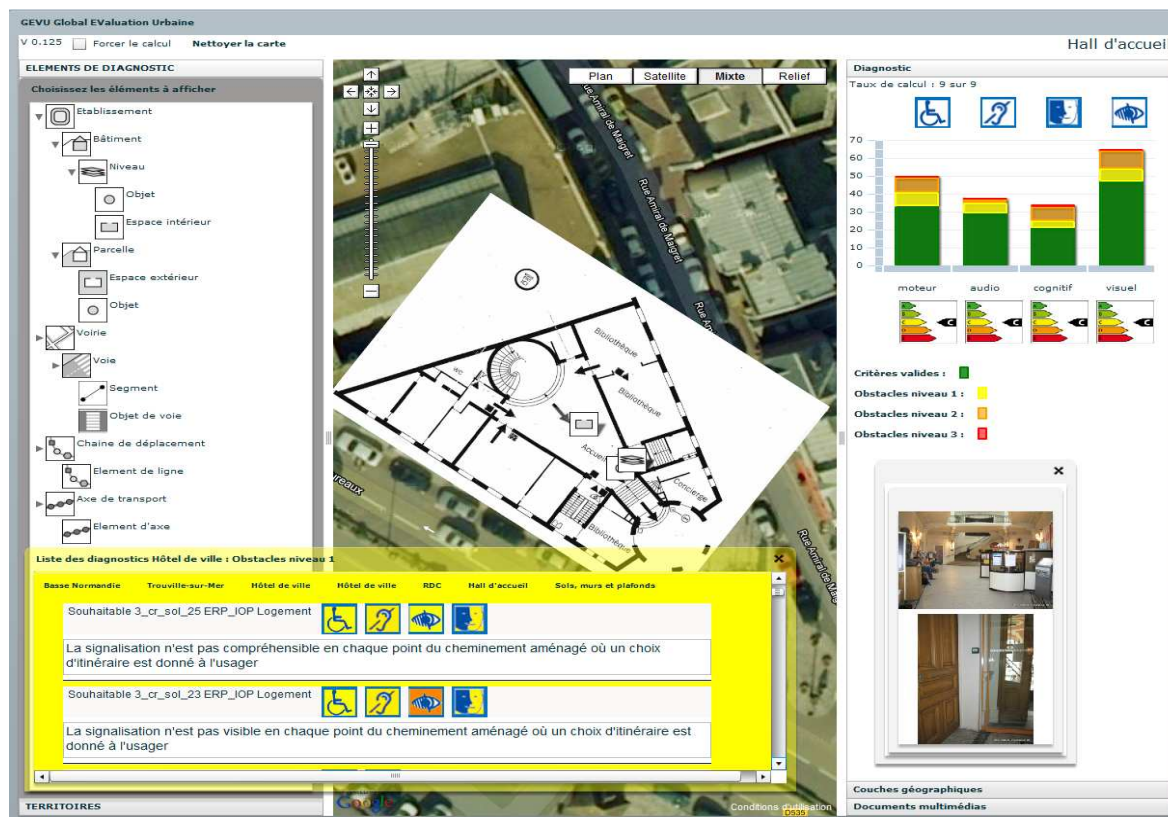 GEVU Global EValuation Urbaine
V 0.125 Forcer le calcul Nettoyer la carte
Hall d'accueil
ELEMENTS DE DIAGNOSTIC
Choisissez les éléments à afficher
Etablissement
Bâtiment
Niveau
Objet
Espace intérieur
Parcelle
Espace extérieur
Objet
Voirie
Voie
Segment
Objet de voie
Chaine de déplacement
Element de ligne
Axe de transport
Element d'axe
Plan Satellite Mixte Relief
Rue Amiral de Maigret
Rue Amiral de Maigret
Bibliothèque
Bibliothèque
wc
Accueil
Concierge
Bibliothèque
Conditions d'utilisation
D535
Google
Liste des diagnostics Hôtel de ville : Obstacles niveau 1
Basse Normandie Trouville-sur-Mer Hôtel de ville Hôtel de ville RDC Hall d'accueil Sols, murs et plafonds
Souhaitable 3_cr_sol_25 ERP_IOP Logement
La signalisation n'est pas compréhensible en chaque point du cheminement aménagé où un choix
d'itinéraire est donné à l'usager
Souhaitable 3_cr_sol_23 ERP_IOP Logement
La signalisation n'est pas visible en chaque point du cheminement aménagé où un choix d'itinéraire est
donné à l'usager
TERRITOIRES
Diagnostic
Taux de calcul : 9 sur 9
70
60
50
40
30
20
10
0
moteur audio cognitif visuel
C C C C
Critères valides :
Obstacles niveau 1 :
Obstacles niveau 2 :
Obstacles niveau 3 :
Couches géographiques
Documents multimédias